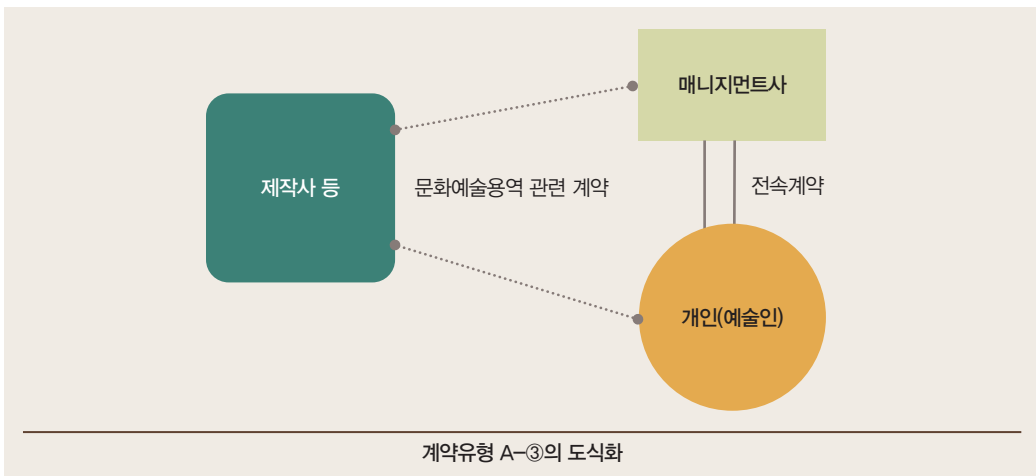 매니지먼트사
제작사 등
문화예술용역 관련 계약
전속계약
개인(예술인)
계약유형 A-③의 도식화